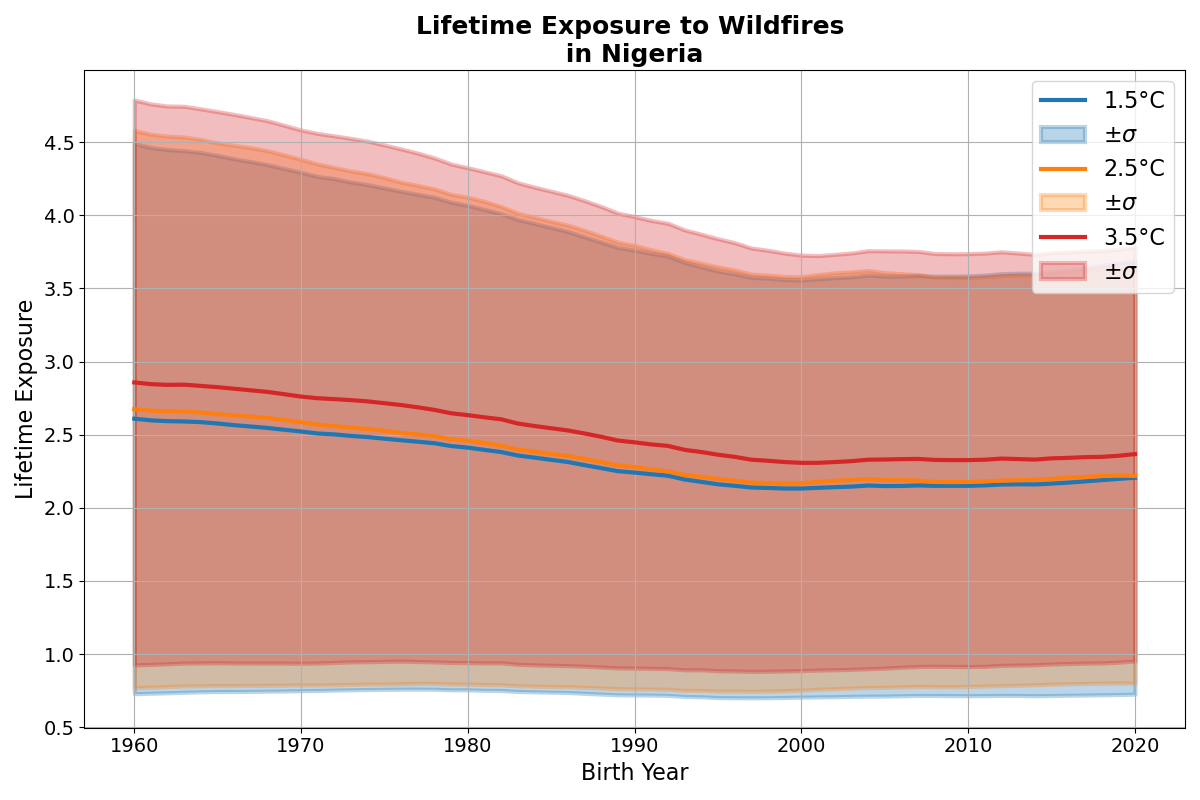 Lifetime Exposure to Wildfires
in Nigeria
Lifetime Exposure
4.5
4.0
3.5
3.0
2.5
2.0
1.5
1.0
0.5
1.5°C
±σ
2.5°C
±σ
3.5°C
±σ
1960 1970 1980 1990 2000 2010 2020
Birth Year